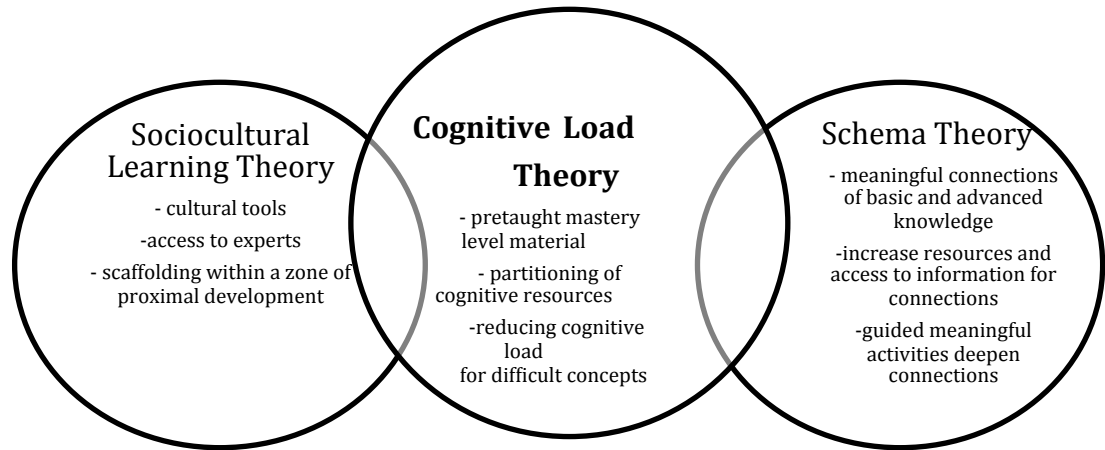 Sociocultural
Learning Theory
- cultural tools
-access to experts
- scaffolding within a zone of
proximal development
Cognitive Load
Theory
- pretaught mastery
level material
- partitioning of
cognitive resources
-reducing cognitive
load
for difficult concepts
Schema Theory
- meaningful connections
of basic and advanced
knowledge
-increase resources and
access to information for
connections
-guided meaningful
activities deepen
connections